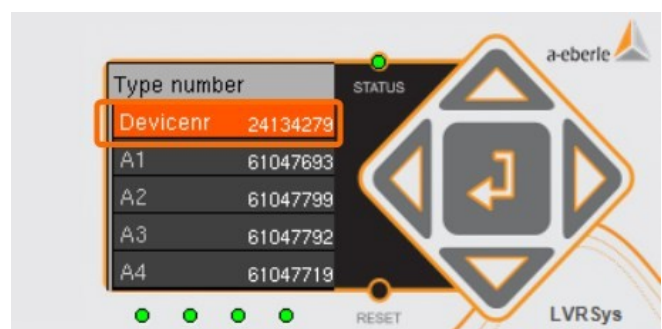 a-eberle
Type number
STATUS
Devicenr 24134279
A1 61047693
A2 61047799
A3 61047792
A4 61047719
RESET
LVRSys